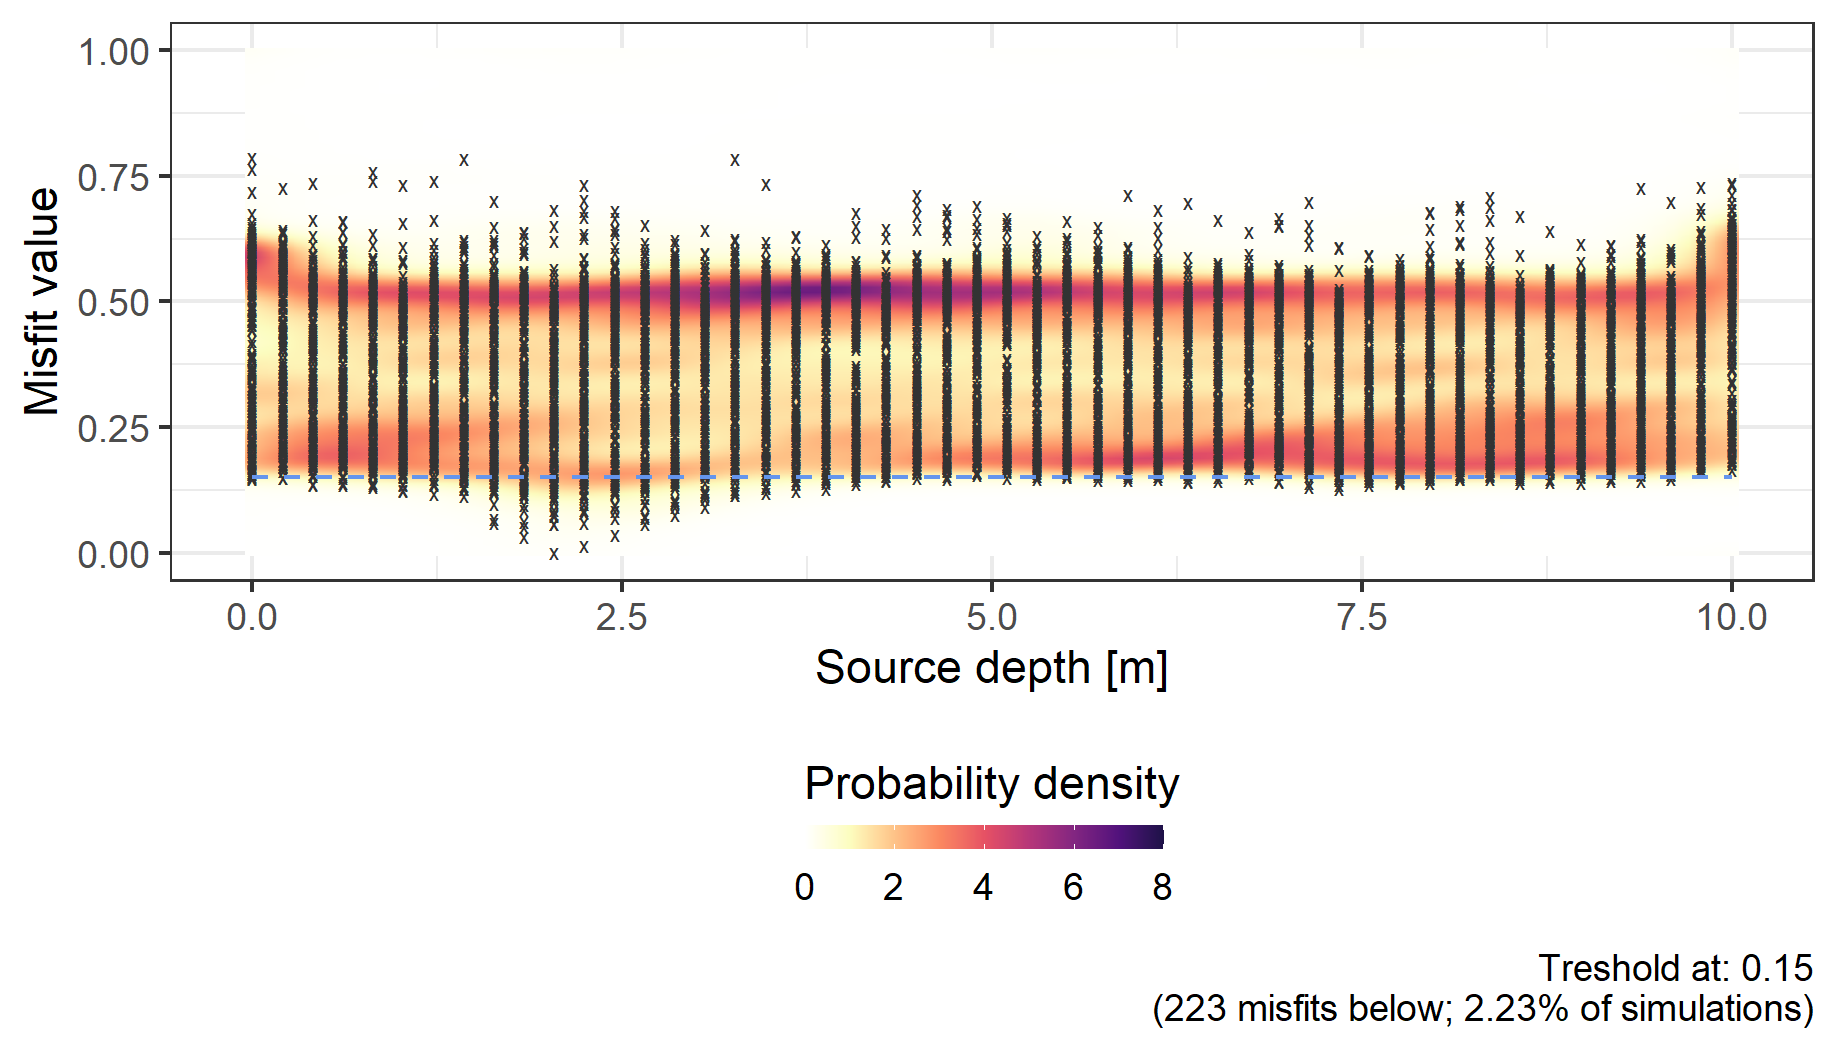 1.00
0.75
0.50
0.25
0.00
Misfit value
0.0 2.5 5.0 7.5 10.0
Source depth [m]
Probability density
0 2 4 6 8
Treshold at: 0.15
(223 misfits below; 2.23% of simulations)